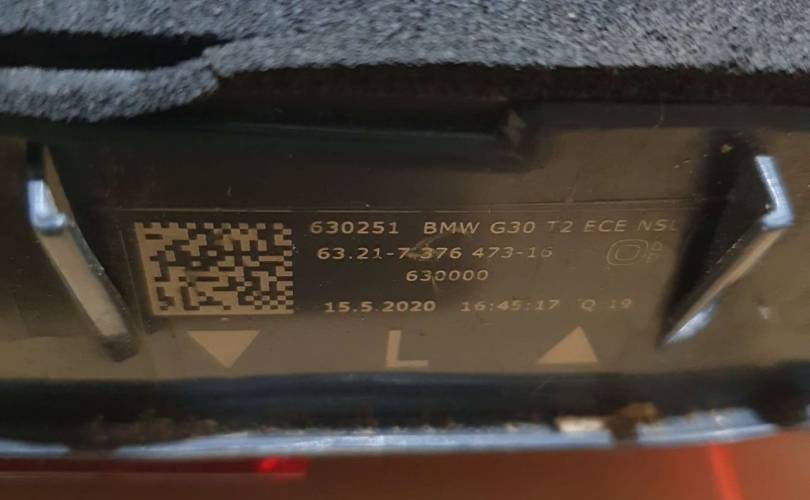 630251 BMW G30 T2 ECE NSL
63.21-7 376 473-16
630000
15.5.2020 16:45:17 Q 19
L